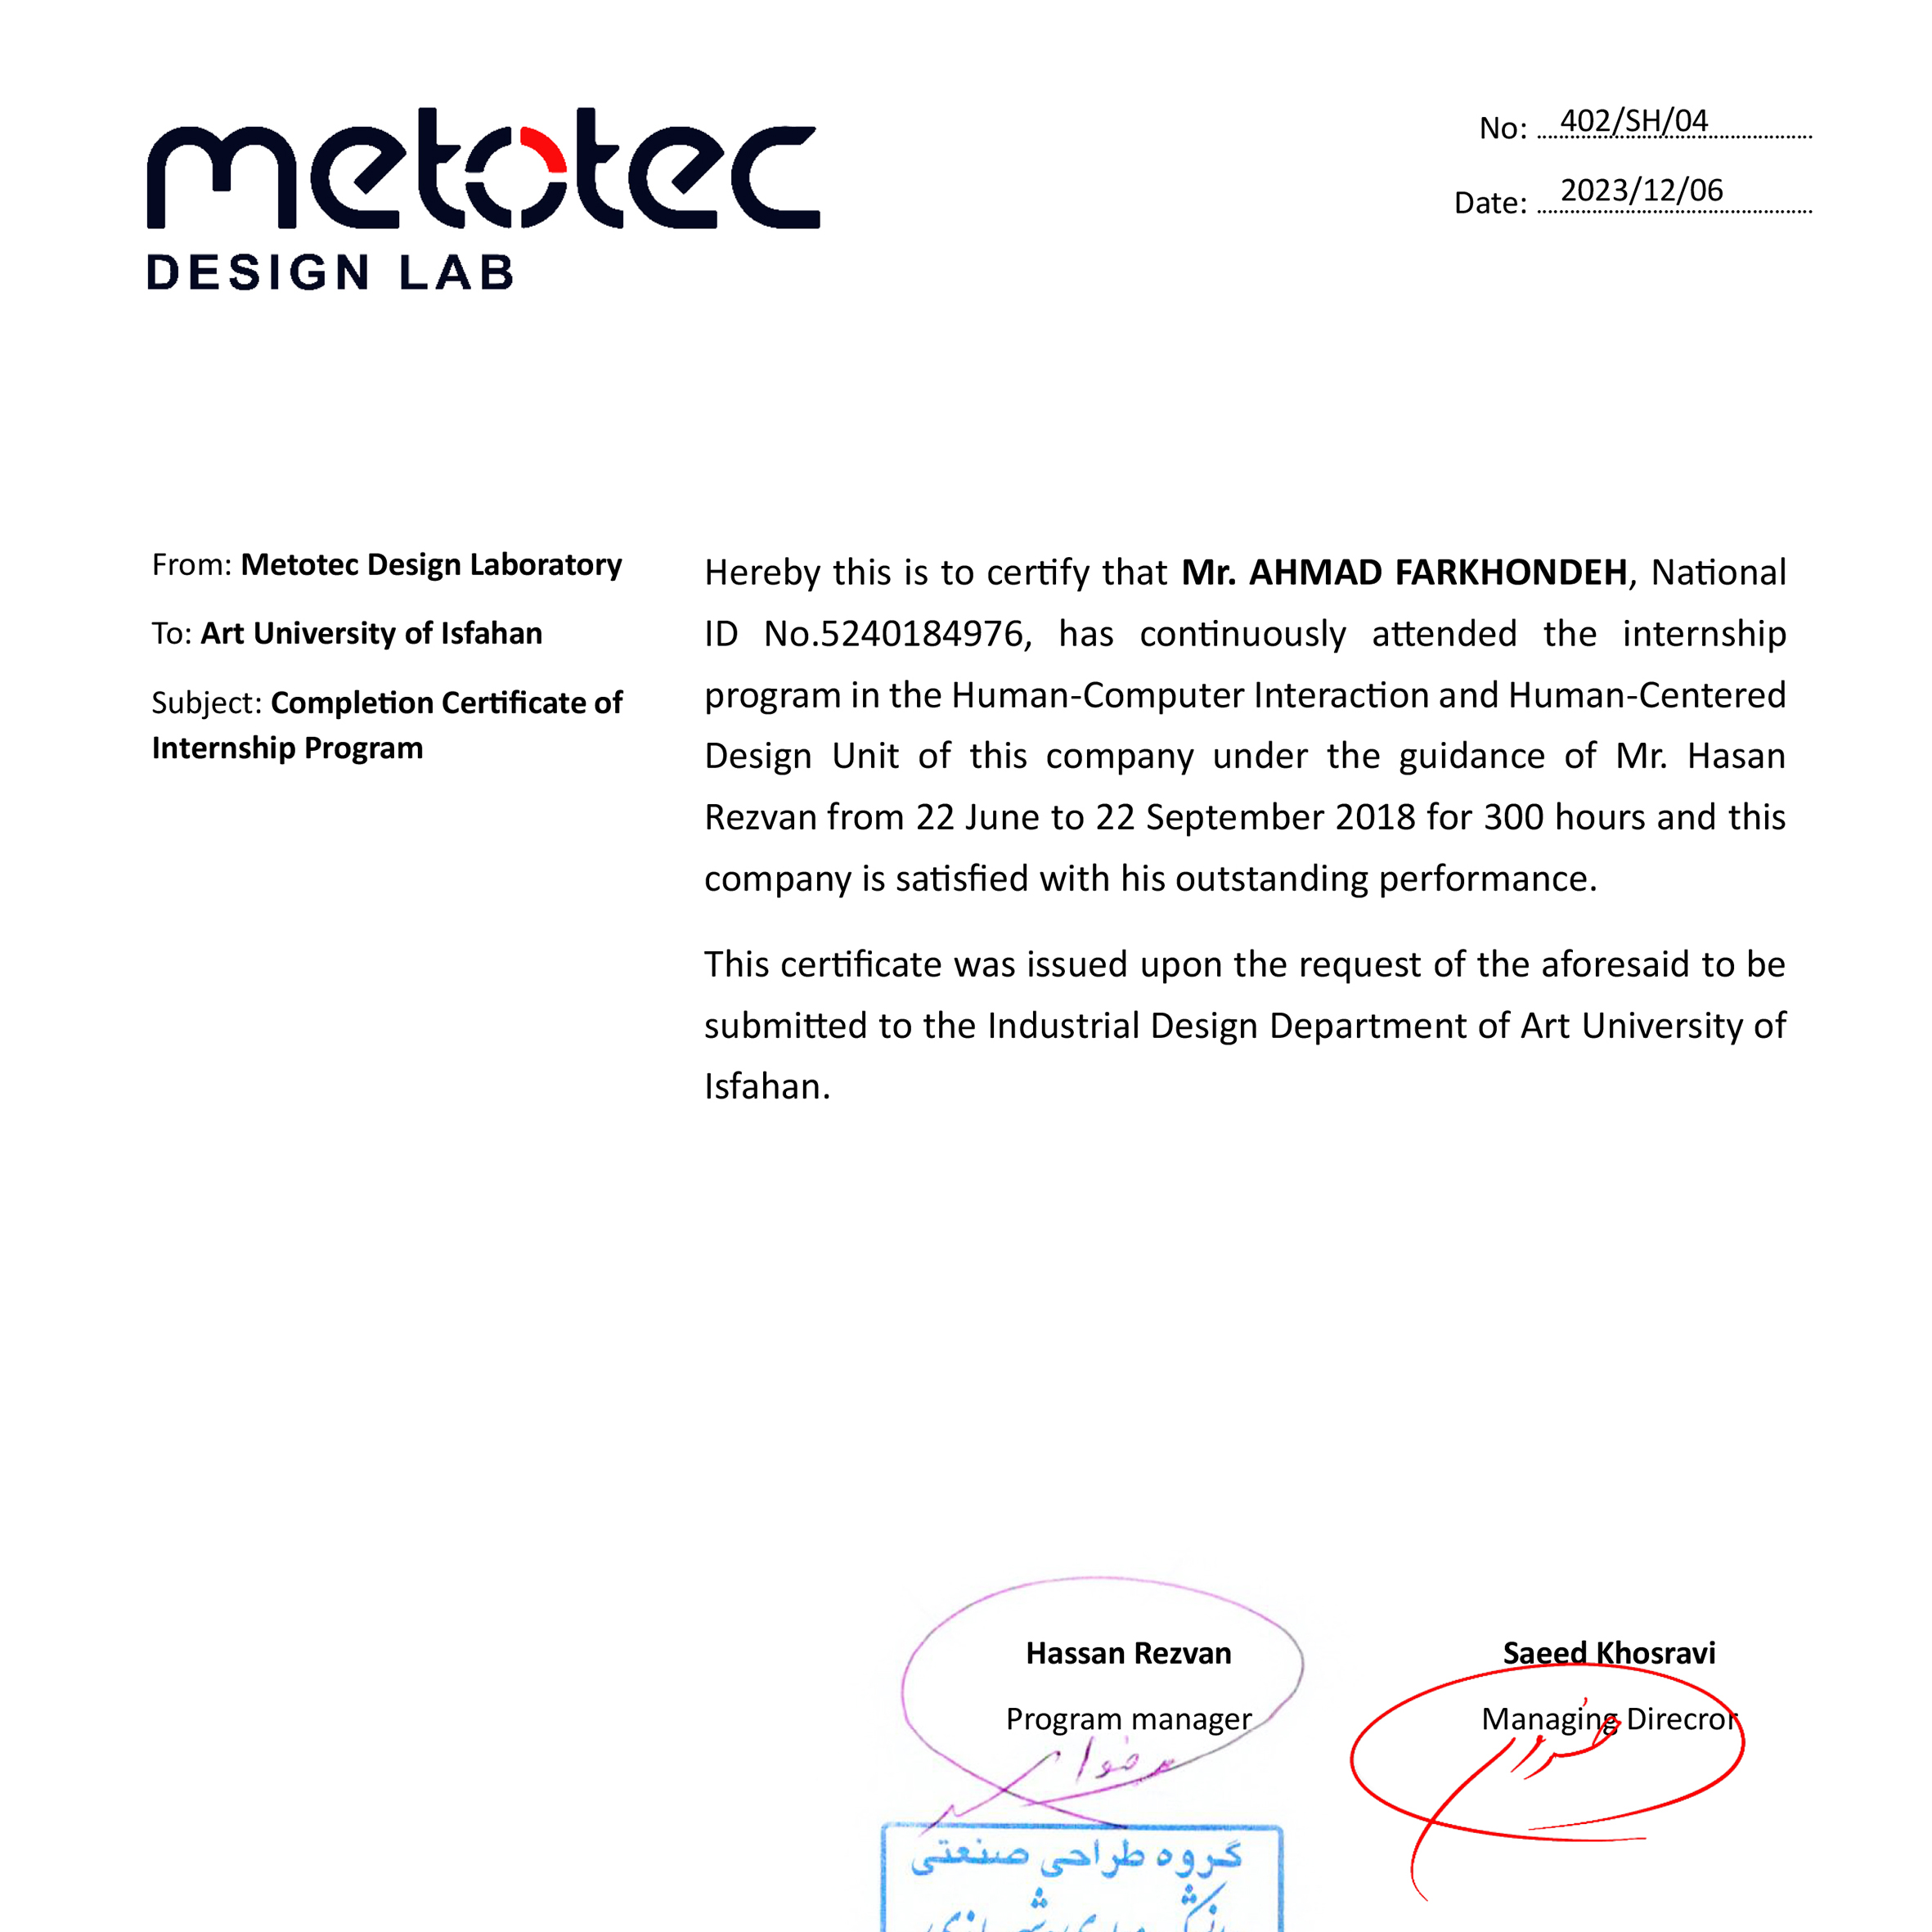 metotec
DESIGN LAB
No: 402/SH/04
Date: 2023/12/06
From: Metotec Design Laboratory
To: Art University of Isfahan
Subject: Completion Certificate of
Internship Program
Hereby this is to certify that Mr. AHMAD FARKHONDEH, National
ID No.5240184976, has continuously attended the internship
program in the Human-Computer Interaction and Human-Centered
Design Unit of this company under the guidance of Mr. Hasan
Rezvan from 22 June to 22 September 2018 for 300 hours and this
company is satisfied with his outstanding performance.
This certificate was issued upon the request of the aforesaid to be
submitted to the Industrial Design Department of Art University of
Isfahan.
Hassan Rezvan
Program manager
Saeed Khosravi
Managing Direcror
گروه طراحی صنعتی